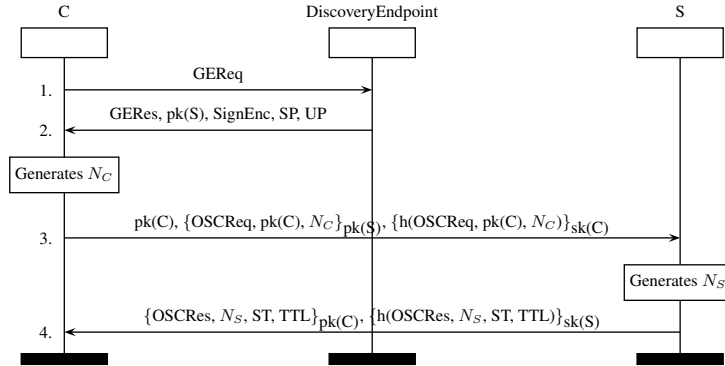 C DiscoveryEndpoint S
1. GEReq
2. GERes, pk(S), SignEnc, SP, UP
Generates N_C
3. pk(C), {OSCReq, pk(C), N_C}_pk(S), {h(OSCReq, pk(C), N_C)}_sk(C)
Generates N_S
4. {OSCRes, N_S, ST, TTL}_pk(C), {h(OSCRes, N_S, ST, TTL)}_sk(S)